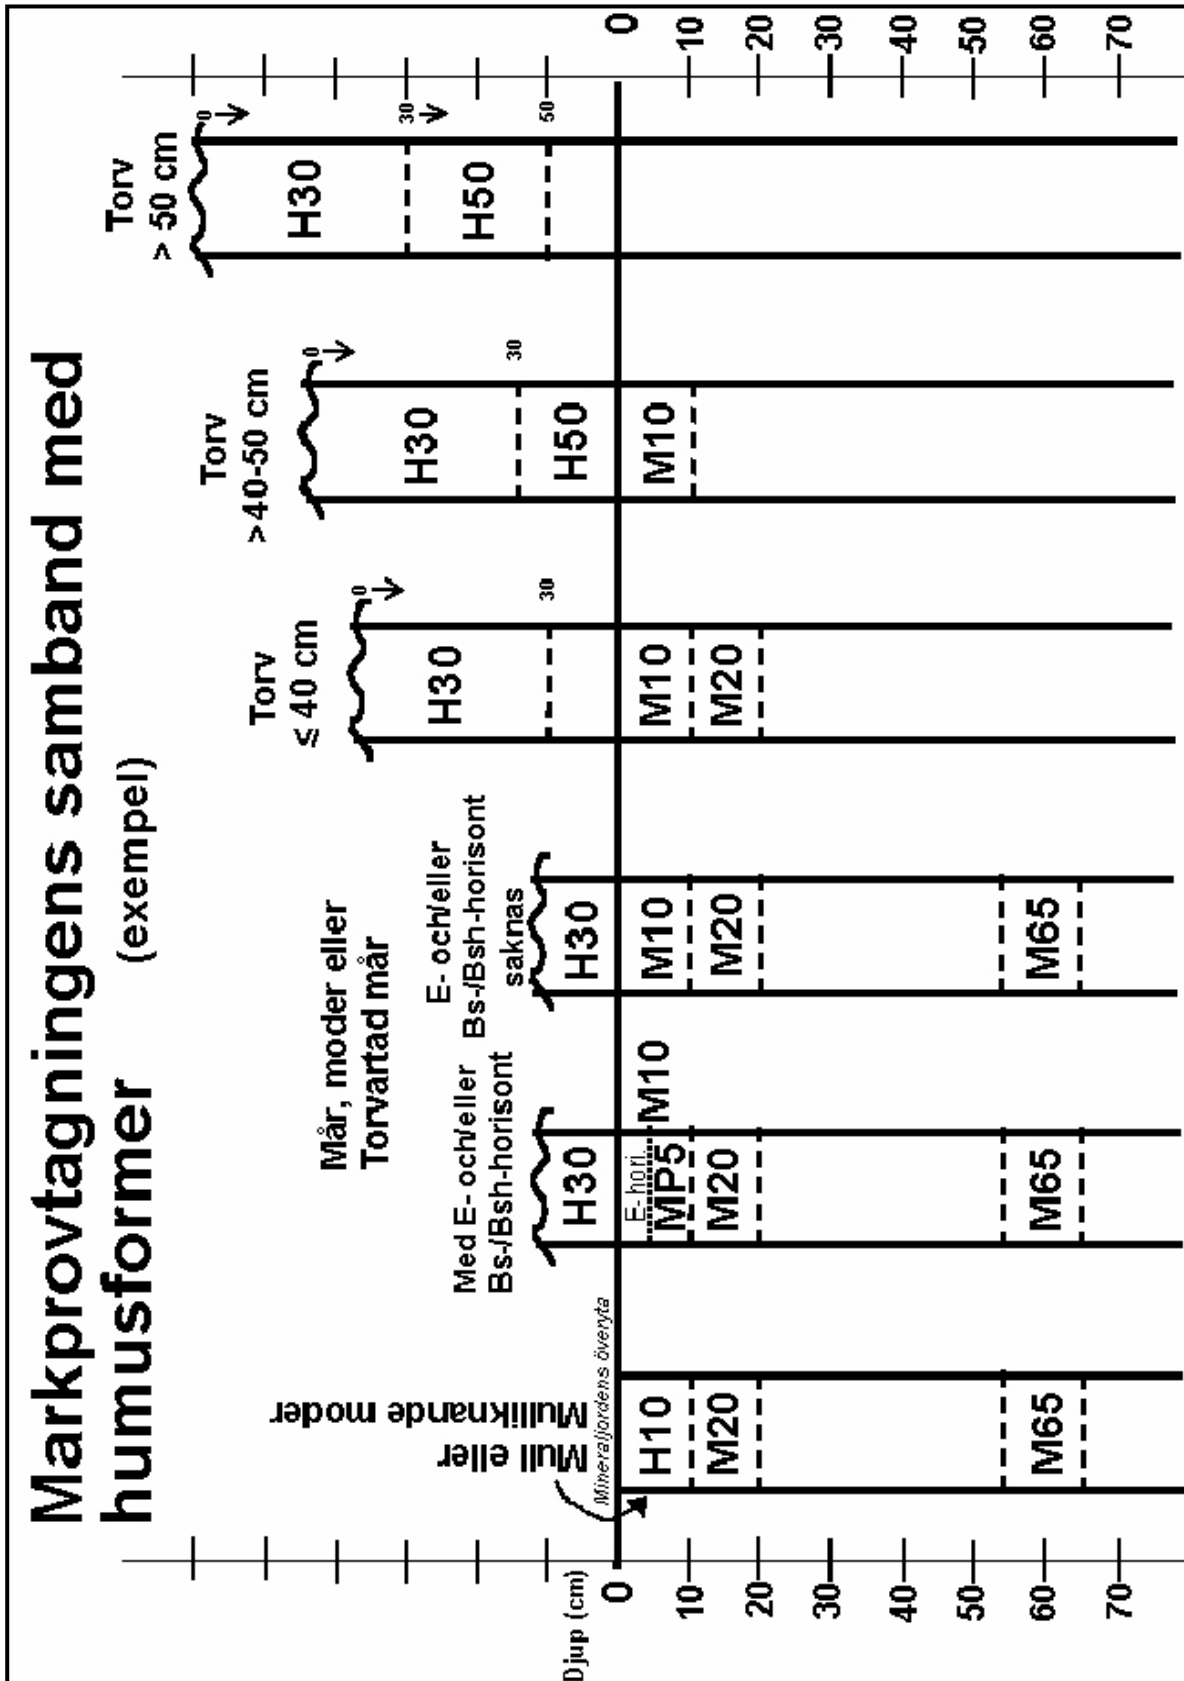 Markprovtagningens samband med
humusformer
(exempel)
Mår, moder eller
Torvartad mår
Mull eller
Mulliknande moder
Mineraljordens överyta
Med E- och/eller
Bs-/Bsh-horisont
E- och/eller
Bs-/Bsh-horisont
saknas
Torv
≤ 40 cm
Torv
>40-50 cm
Torv
> 50 cm
Djup (cm)
0
10
20
30
40
50
60
70
H10
M20
M65
H30
E- hori.
MP5
M10
M20
M65
H30
M10
M20
M65
0
H30
30
M10
M20
0
H30
30
H50
M10
0
H30
30
H50
50
0
10
20
30
40
50
60
70